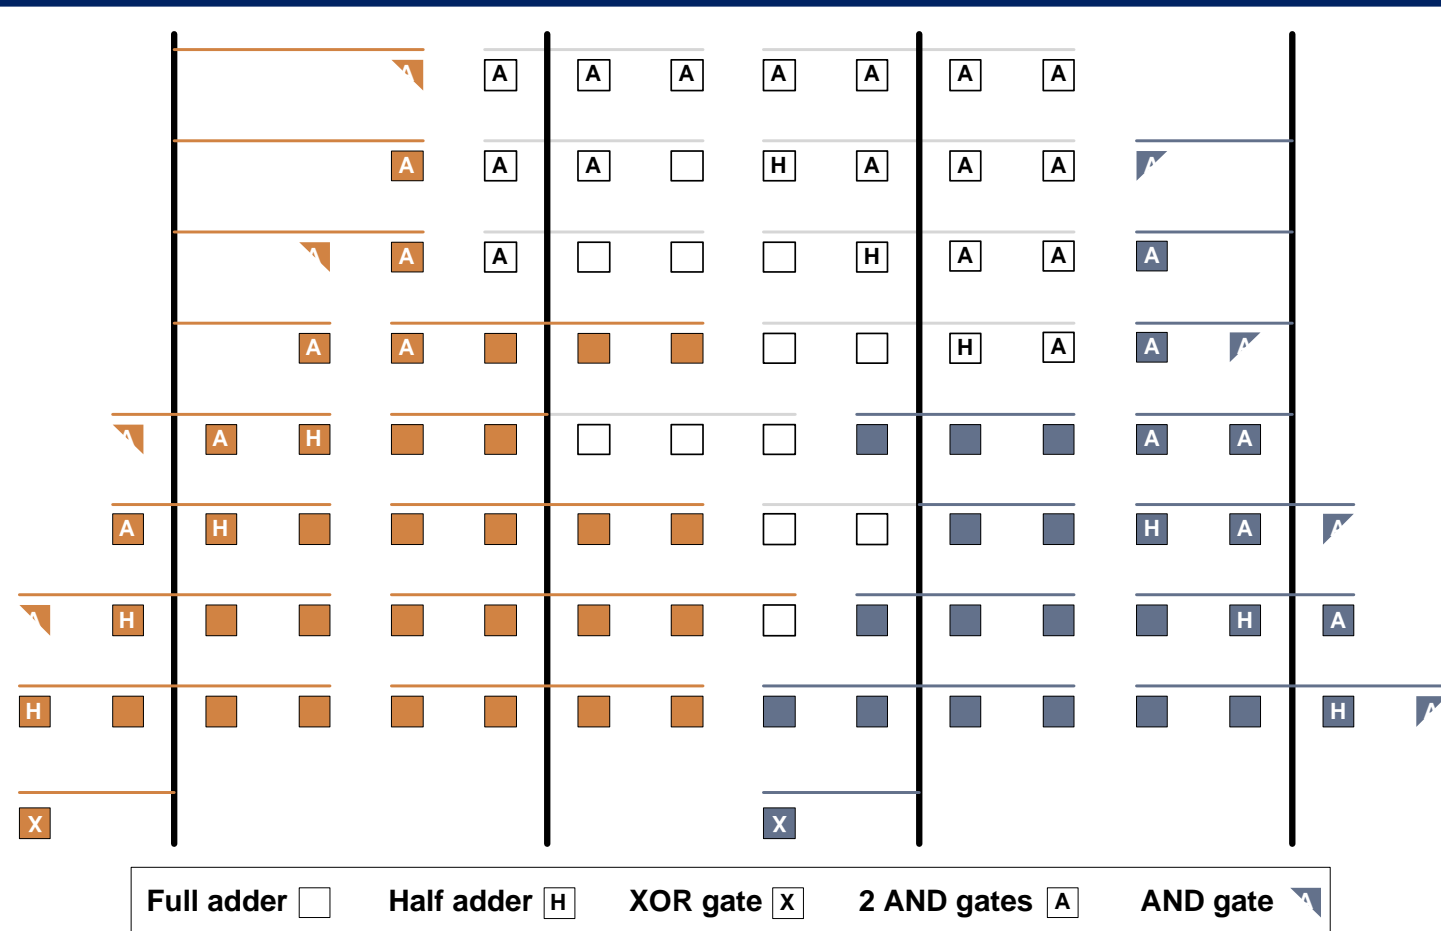 A A A A A A A A
A A A H A A A A
A A A H A A A
A A H A A A
A A H A A
A H H A A
A H H A
H H A
X X
Full adder Half adder H XOR gate X 2 AND gates A AND gate A